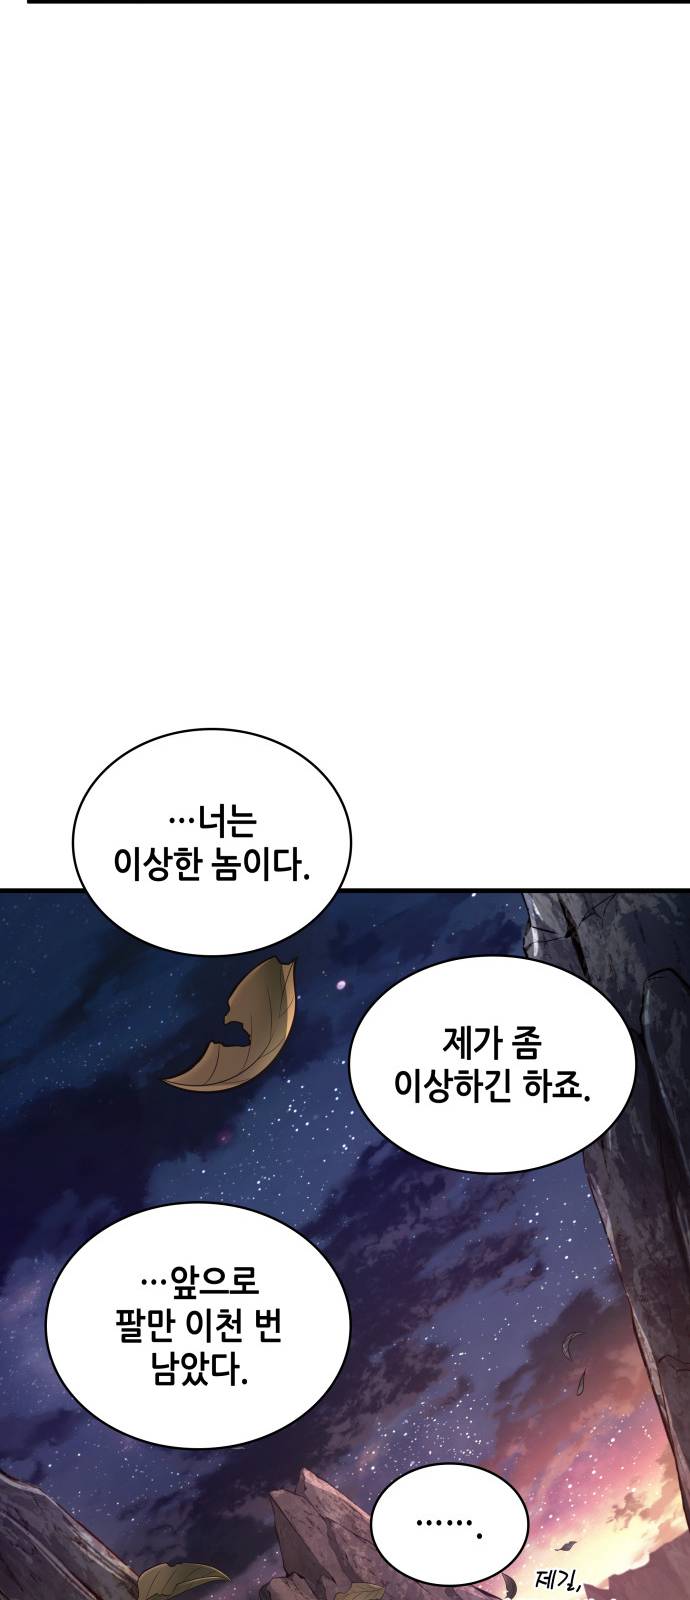 …너는
이상한 놈이다.
제가 좀
이상하긴 하죠.
…앞으로
팔만 이천 번
남았다.
…….
제길,